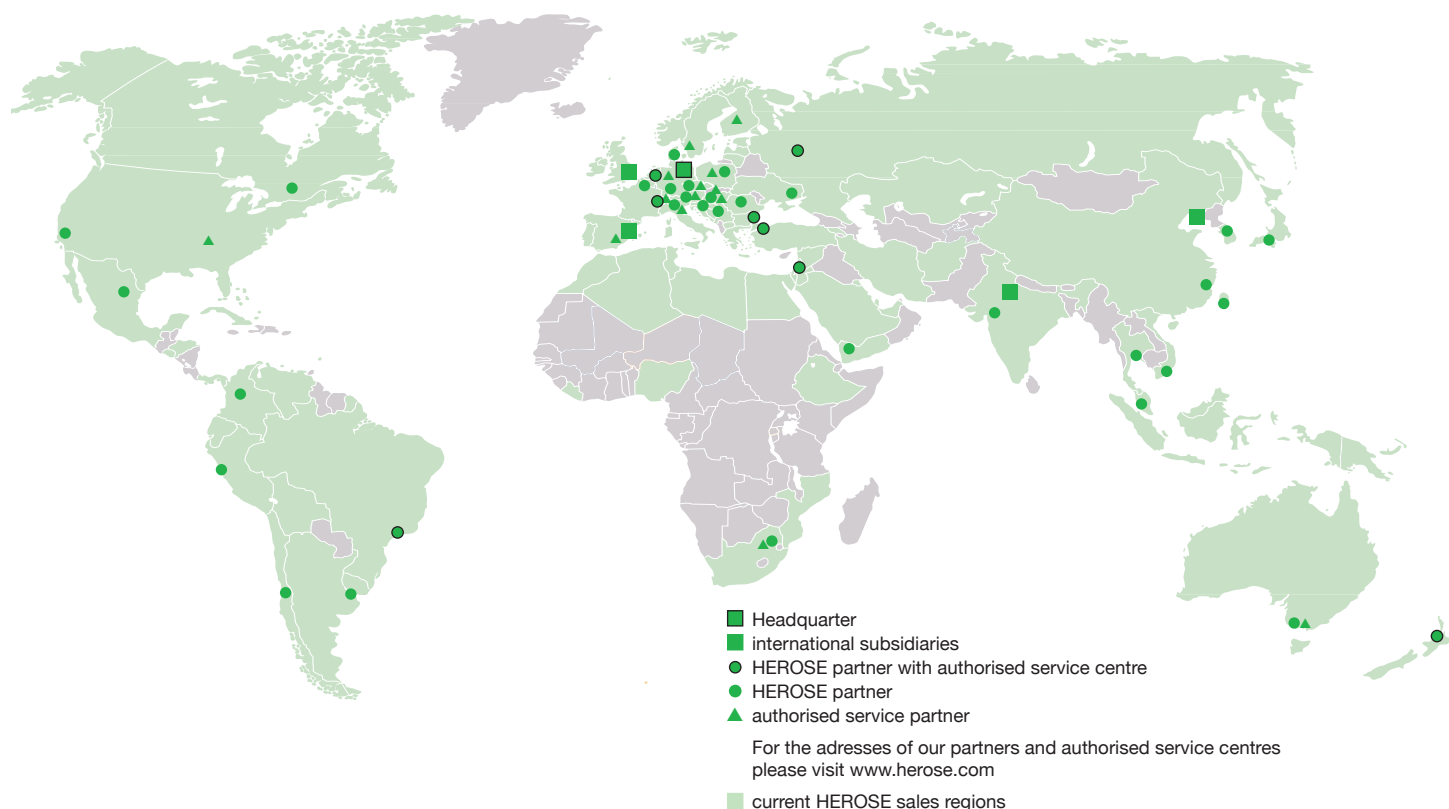 Headquarter
international subsidiaries
HEROSE partner with authorised service centre
HEROSE partner
authorised service partner
For the adresses of our partners and authorised service centres
please visit www.herose.com
current HEROSE sales regions